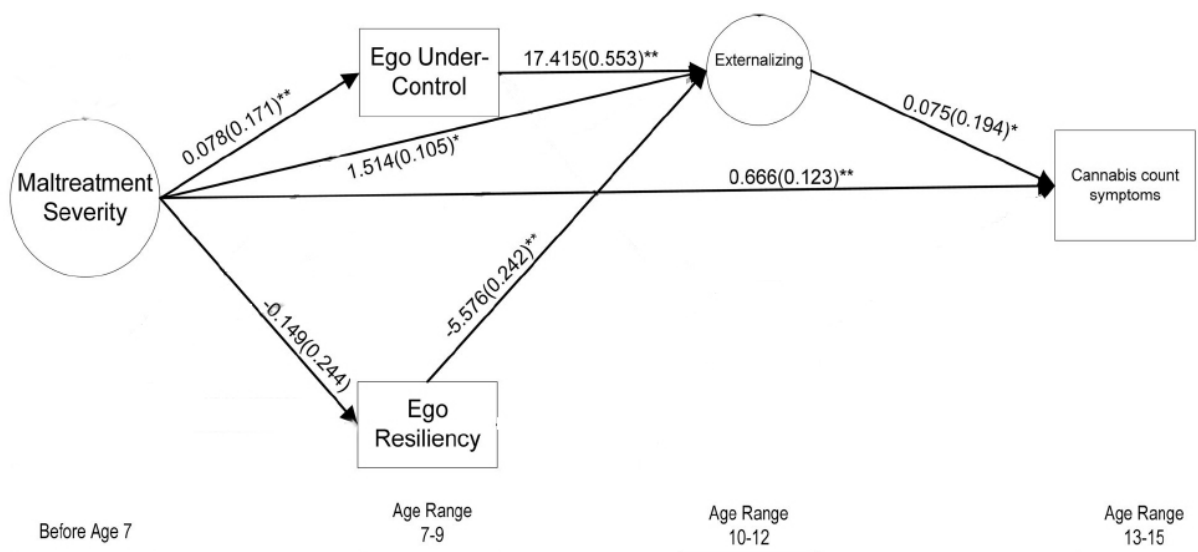 Ego Under-
Control
17.415(0.553)**
Externalizing
0.078(0.171)**
1.514(0.105)*
0.075(0.194)*
Maltreatment
Severity
0.666(0.123)**
Cannabis count
symptoms
-0.149(0.244)
-5.576(0.242)**
Ego
Resiliency
Before Age 7
Age Range
7-9
Age Range
10-12
Age Range
13-15